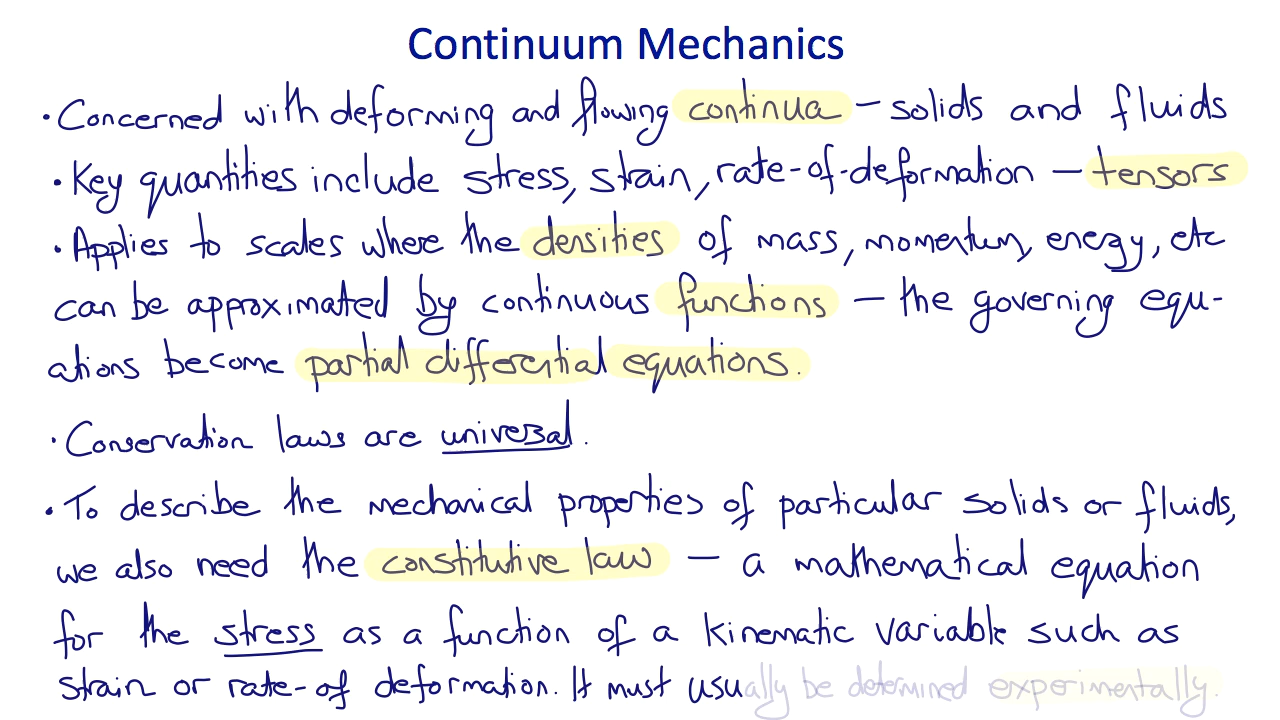 Continuum Mechanics
• Concerned with deforming and flowing continua – solids and fluids
• Key quantities include stress, strain, rate-of-deformation – tensors
• Applies to scales where the densities of mass, momentum, energy, etc
can be approximated by continuous functions – the governing equ-
ations become partial differential equations.
• Conservation laws are universal.
• To describe the mechanical properties of particular solids or fluids,
we also need the constitutive law – a mathematical equation
for the stress as a function of a kinematic variable such as
strain or rate-of deformation. It must usually be determined experimentally.